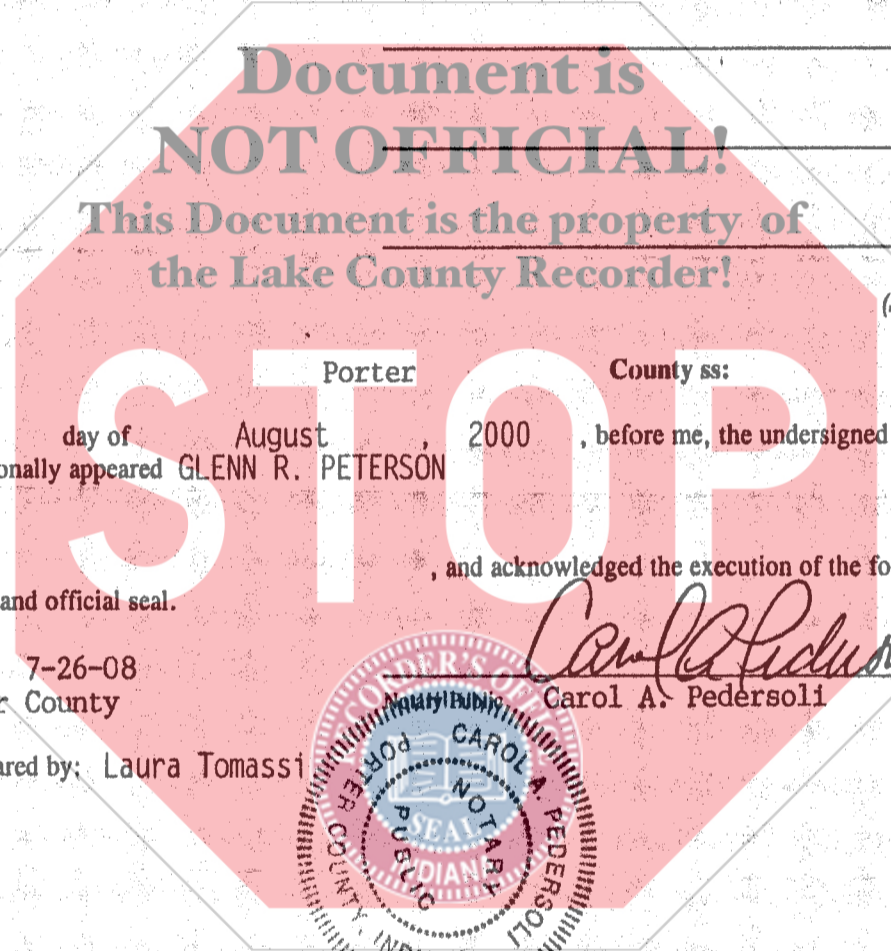 Document is
NOT OFFICIAL!
This Document is the property of
the Lake County Recorder!
STOP
Porter County ss:
day of August , 2000 , before me, the undersigned
onally appeared GLENN R. PETERSON
, and acknowledged the execution of the fo
and official seal.
7-26-08
r County
Notary Public Carol A. Pedersoli
ared by: Laura Tomassi
CORDER'S OF
SEAL
INDIANA
CAROL A. PEDERSOLI
NOTARY
PUBLIC
PORTER COUNTY, IND